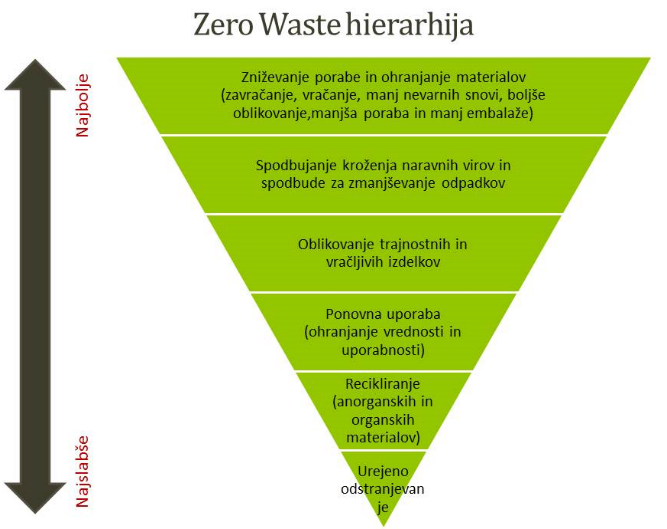 Zero Waste hierarhija
Najbolje
Zniževanje porabe in ohranjanje materialov
(zavračanje, vračanje, manj nevarnih snovi, boljše
oblikovanje,manjša poraba in manj embalaže)
Spodbujanje kroženja naravnih virov in
spodbude za zmanjševanje odpadkov
Oblikovanje trajnostnih in
vračljivih izdelkov
Ponovna uporaba
(ohranjanje vrednosti in
uporabnosti)
Recikliranje
(anorganskih in
organskih
materialov)
Najslabše
Urejeno
odstranjevan
je